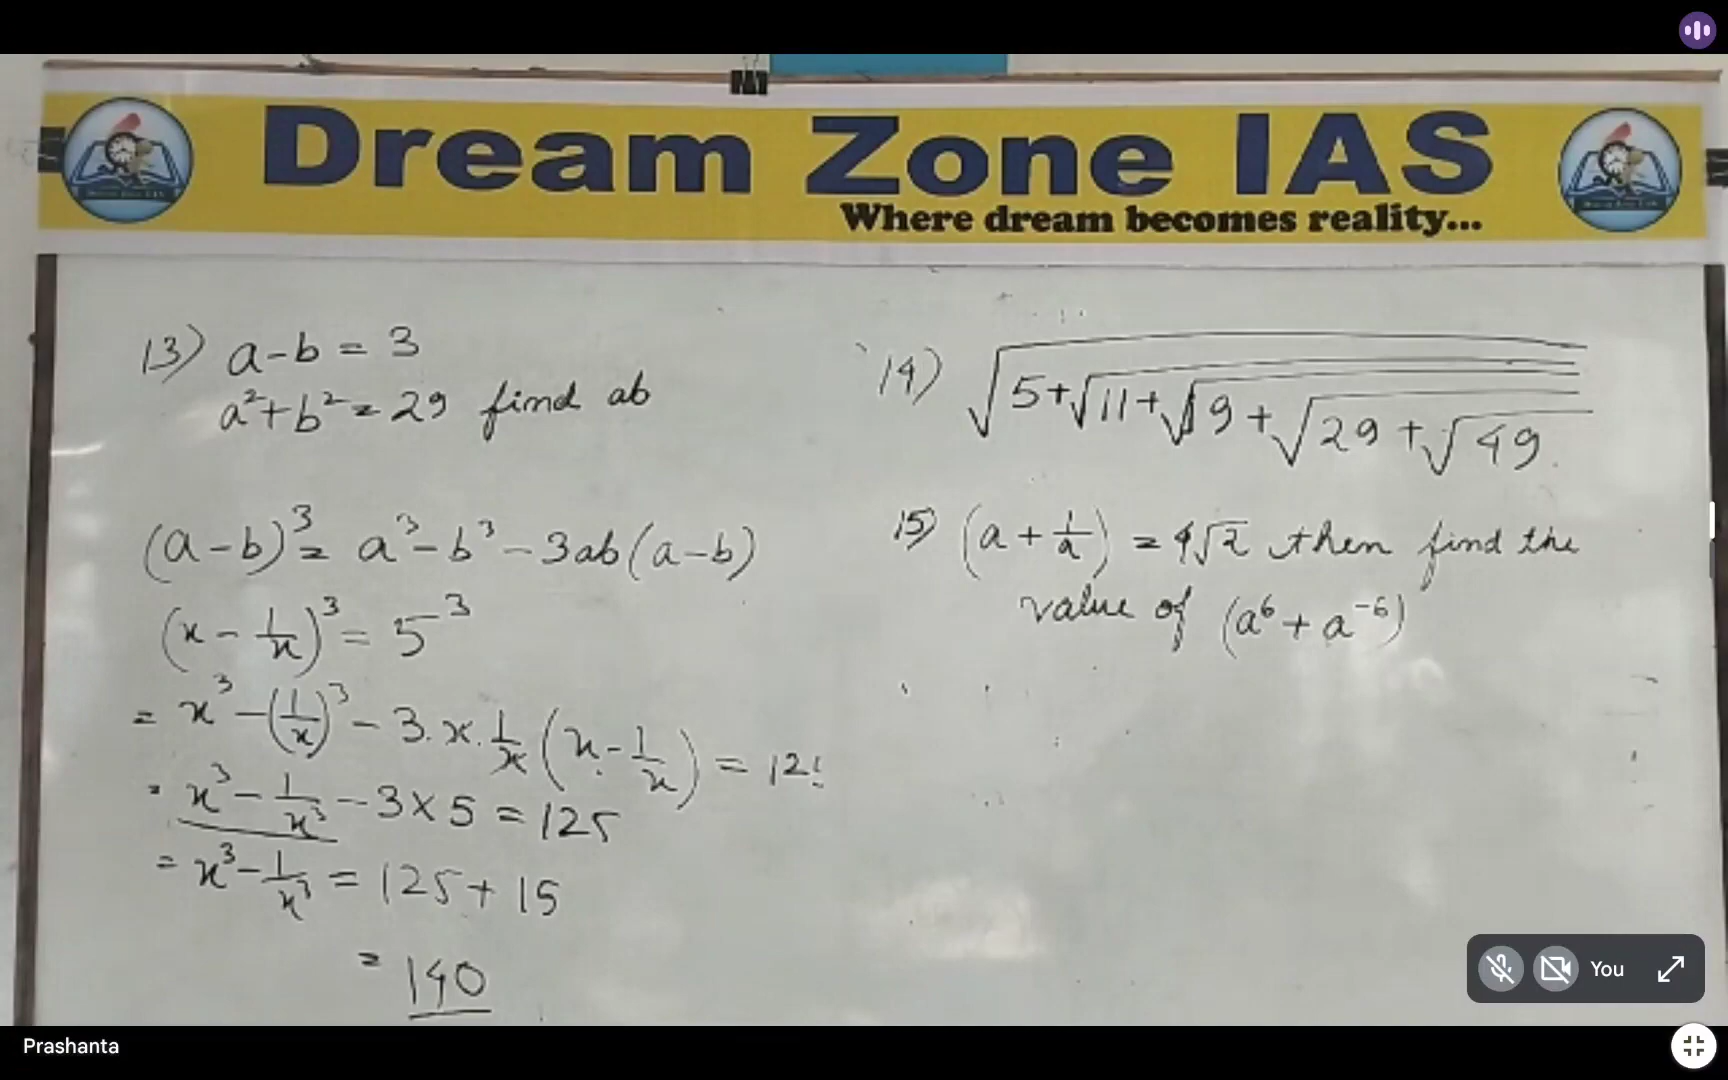 Dream Zone IAS
Where dream becomes reality...
13) a-b = 3
a²+b² = 29 find ab
(a-b)³ = a³-b³-3ab(a-b)
(x - 1/x)³ = 5³
= x³ - (1/x)³ - 3.x.1/x (x - 1/x) = 125
= x³ - 1/x³ - 3×5 = 125
= x³ - 1/x³ = 125 + 15
= 140
14) √5+√11+√19+√29+√49
15) (a + 1/a) = 4√2 then find the
value of (a⁶ + a⁻⁶)
You
Prashanta